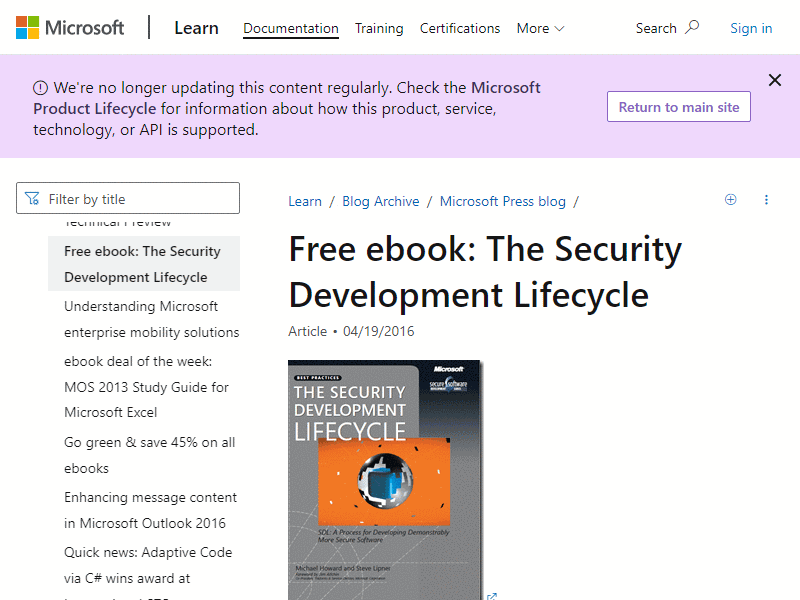 Microsoft
Learn
Documentation
Training
Certifications
More
Search
Sign in
We're no longer updating this content regularly. Check the Microsoft
Product Lifecycle for information about how this product, service,
technology, or API is supported.
Return to main site
Filter by title
Technical Preview
Free ebook: The Security
Development Lifecycle
Understanding Microsoft
enterprise mobility solutions
ebook deal of the week:
MOS 2013 Study Guide for
Microsoft Excel
Go green & save 45% on all
ebooks
Enhancing message content
in Microsoft Outlook 2016
Quick news: Adaptive Code
via C# wins award at
Learn / Blog Archive / Microsoft Press blog /
Free ebook: The Security
Development Lifecycle
Article • 04/19/2016
Microsoft
BEST PRACTICES
secure software
THE SECURITY
DEVELOPMENT
LIFECYCLE
SDL: A Process for Developing Demonstrably
More Secure Software
Michael Howard and Steve Lipner